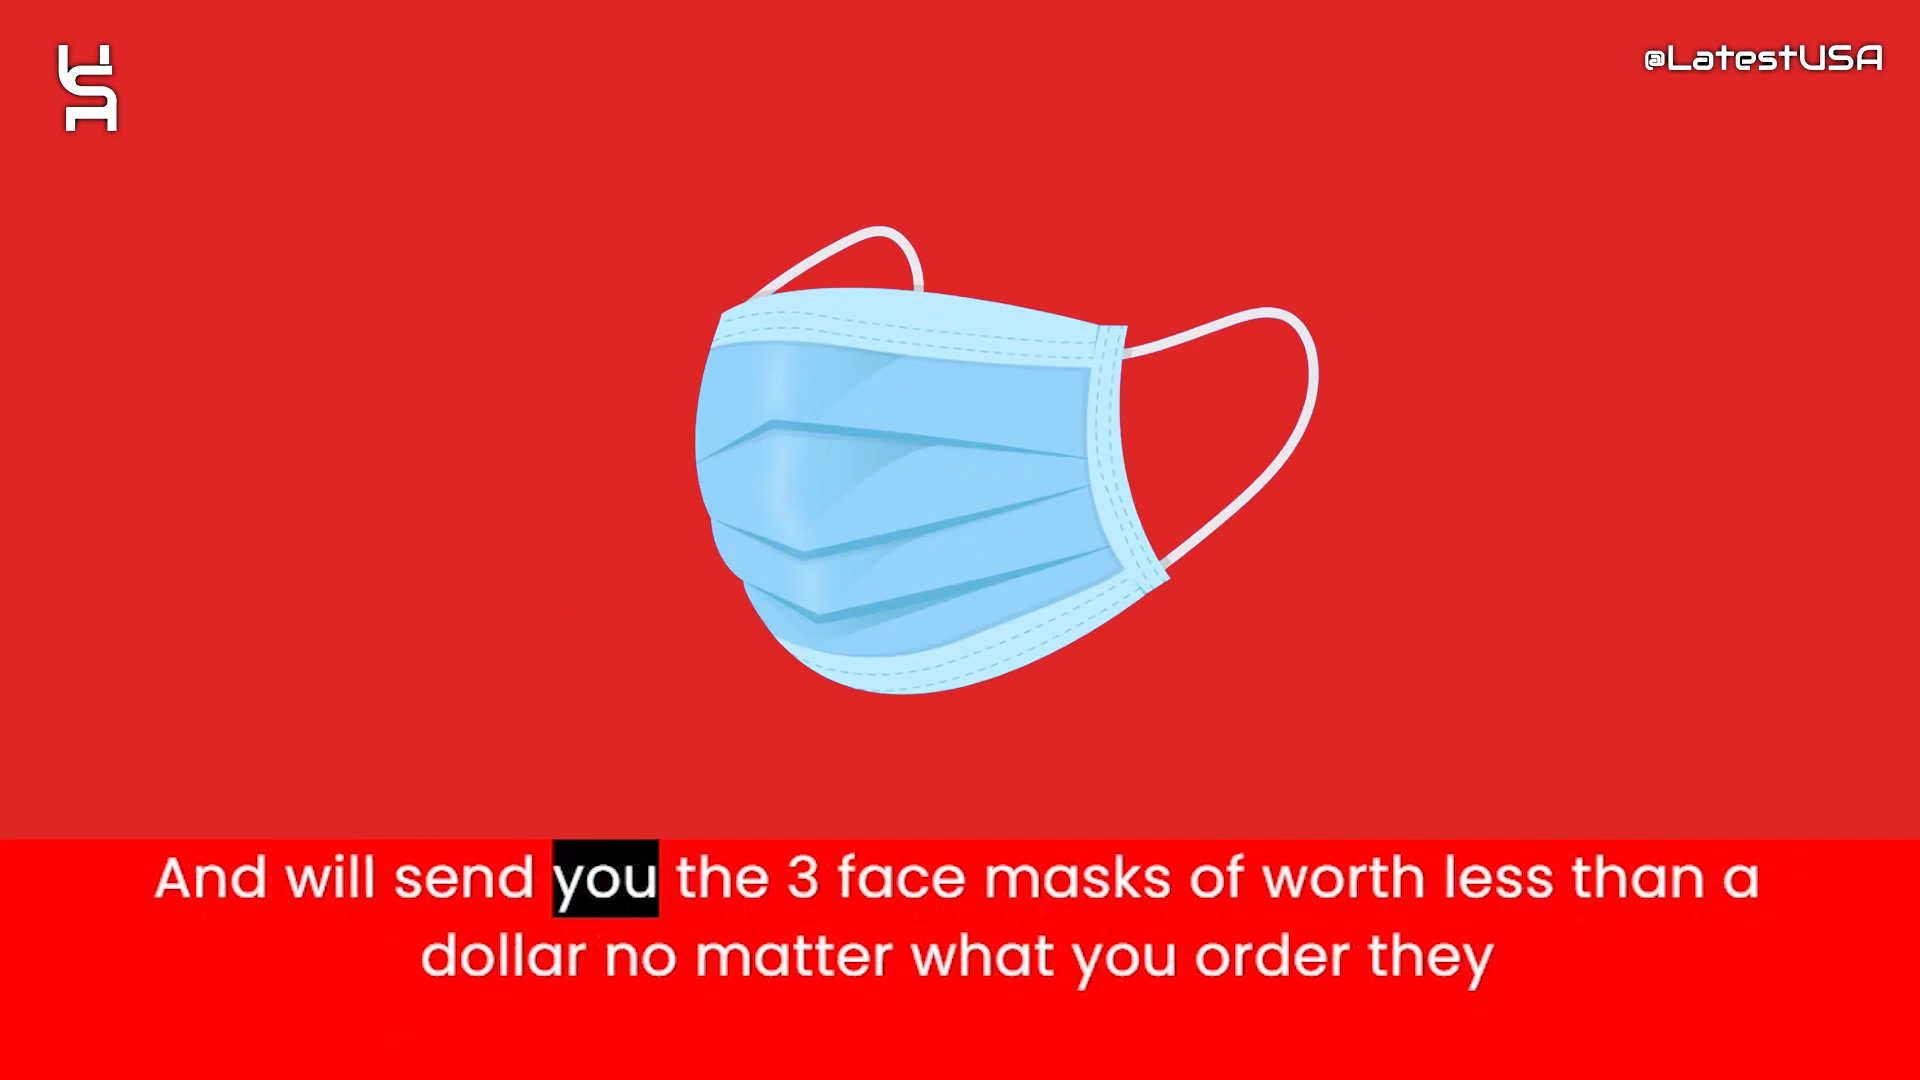 USA
@LatestUSA
And will send you the 3 face masks of worth less than a
dollar no matter what you order they